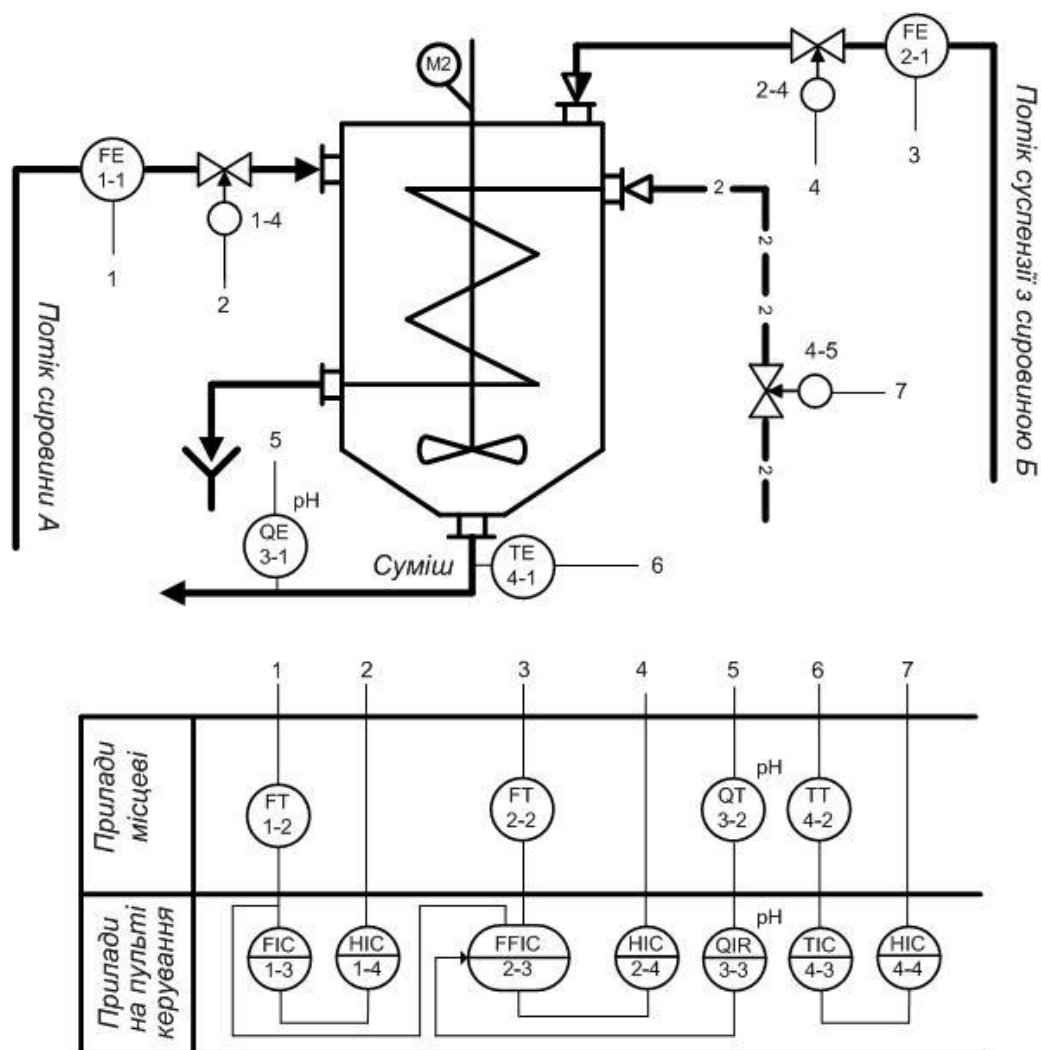 M2
FE
2-1
2-4
3
4
FE
1-1
1-4
1
2
2
2
2
2
4-5
7
Потік сировини А
Потік суспензії з сировиною Б
5
pH
QE
3-1
Суміш
TE
4-1
6
1 2 3 4 5 6 7
Прилади
місцеві
FT
1-2
FT
2-2
pH
QT
3-2
TT
4-2
Прилади
на пульті
керування
FIC
1-3
HIC
1-4
FFIC
2-3
HIC
2-4
pH
QIR
3-3
TIC
4-3
HIC
4-4